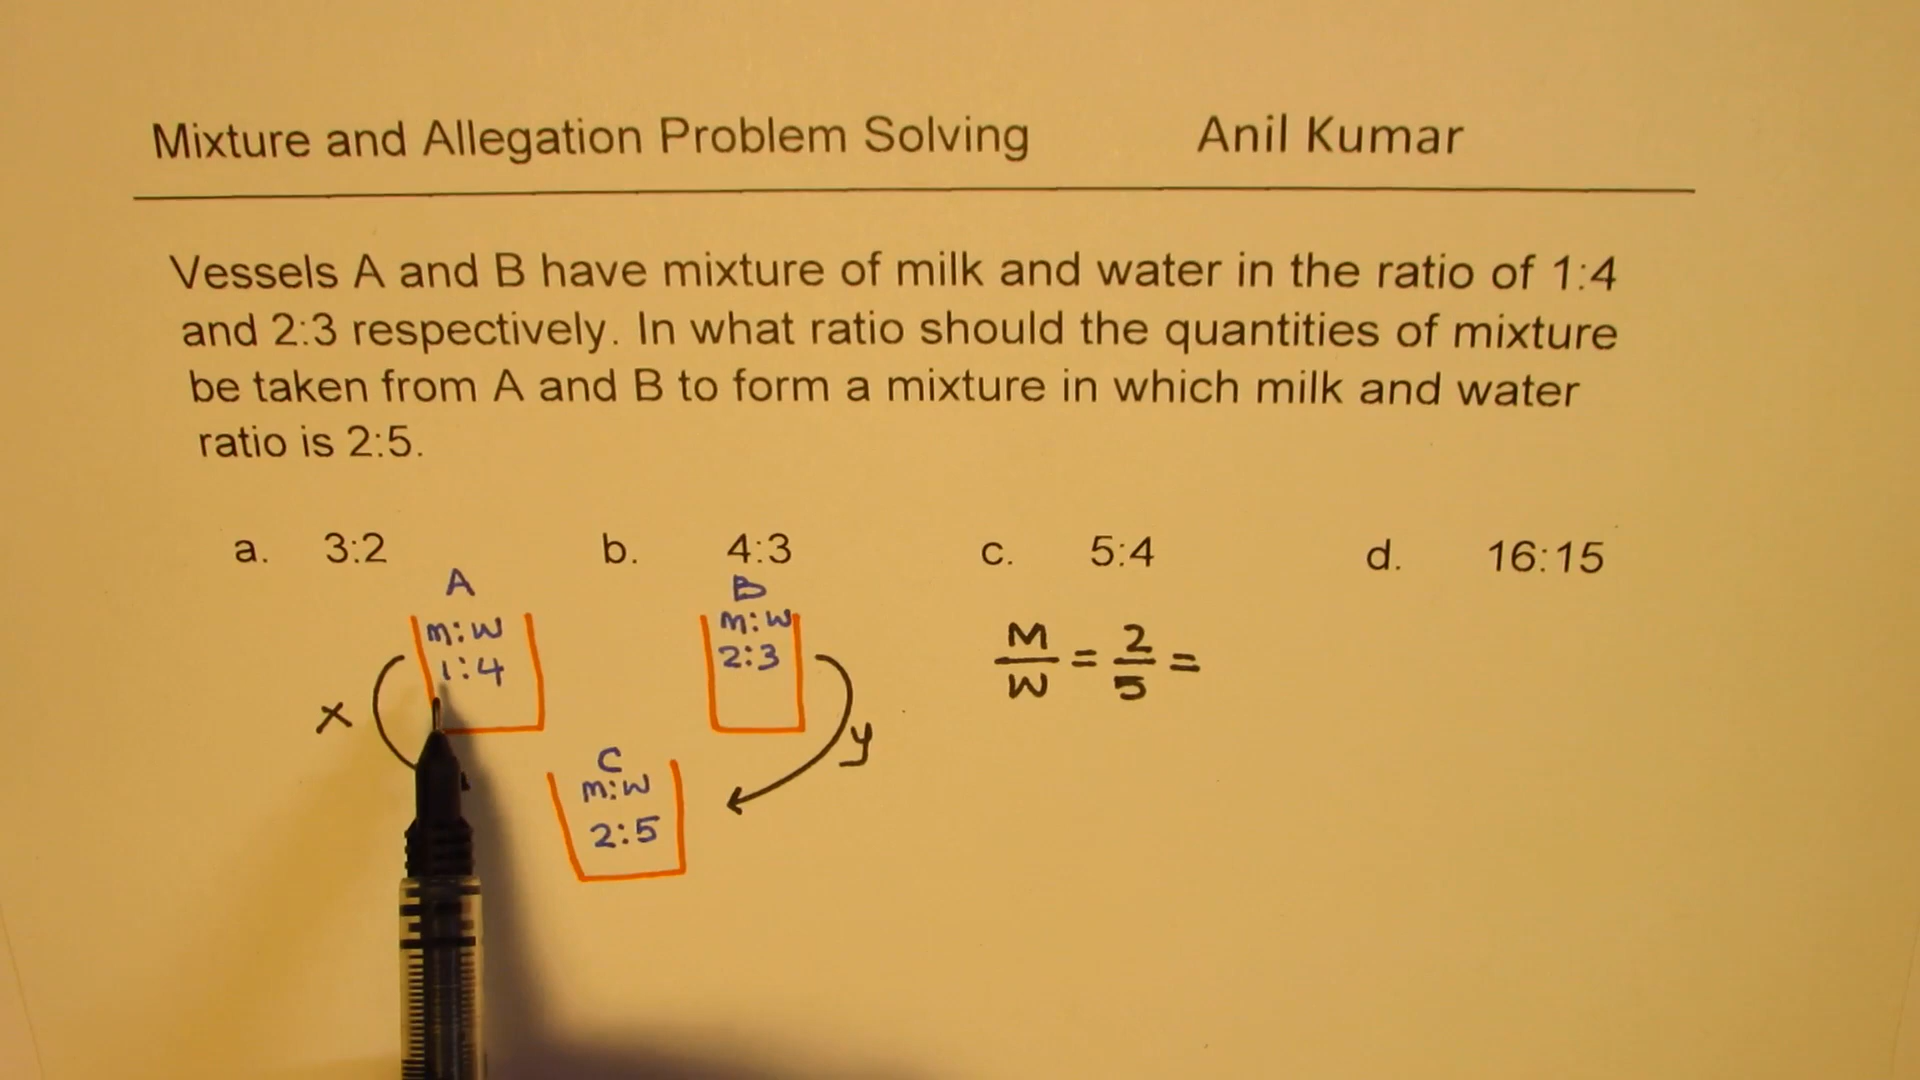 Mixture and Allegation Problem Solving Anil Kumar
Vessels A and B have mixture of milk and water in the ratio of 1:4
and 2:3 respectively. In what ratio should the quantities of mixture
be taken from A and B to form a mixture in which milk and water
ratio is 2:5.
a. 3:2 b. 4:3 c. 5:4 d. 16:15
A B
m:w m:w
1:4 2:3
M/W = 2/5 =
x y
C
m:w
2:5